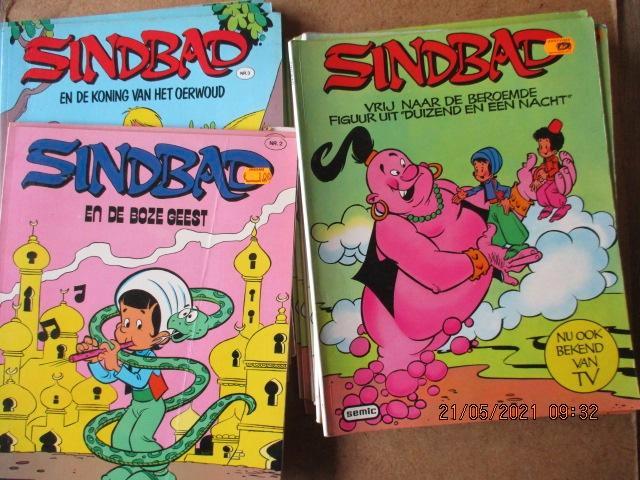 SINDBAD
NR. 3
EN DE KONING VAN HET OERWOUD
SINDBAD
NR. 2
EN DE BOZE GEEST
SINDBAD
VRIJ NAAR DE BEROEMDE
FIGUUR UIT "DUIZEND EN EEN NACHT"
NU OOK
BEKEND
VAN
TV
semic
21/05/2021 09:32